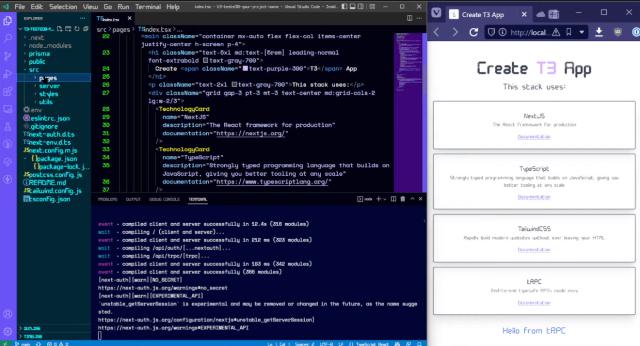 File Edit Selection View
index.tsx - T3-tested88-your-project-name - Visual Studio Code
EXPLORER
.next
node_modules
prisma
public
src
pages
server
styles
utils
.env
.eslintrc.json
.gitignore
next-auth.d.ts
next-env.d.ts
next.config.mjs
package.json
package-lock.j...
postcss.config.cjs
README.md
tailwind.config.cjs
tsconfig.json
OUTLINE
TIMELINE
index.tsx
src > pages > index.tsx
22 <main className="container mx-auto flex flex-col items-center
justify-center h-screen p-4">
23 <h1 className="text-5xl md:text-[5rem] leading-normal
font-extrabold text-gray-700">
24 Create <span className="text-purple-300">T3</span> App
25 </h1>
26 <p className="text-2xl text-gray-700">This stack uses:</p>
27 <div className="grid gap-3 pt-3 mt-3 text-center md:grid-cols-2
lg:w-2/3">
28 <TechnologyCard
29 name="NextJS"
30 description="The React framework for production"
31 documentation="https://nextjs.org/"
32 />
33 <TechnologyCard
34 name="TypeScript"
35 description="Strongly typed programming language that builds on
JavaScript, giving you better tooling at any scale"
36 documentation="https://www.typescriptlang.org/"
37 />
PROBLEMS OUTPUT DEBUG CONSOLE TERMINAL
node
event - compiled client and server successfully in 12.4s (316 modules)
wait - compiling / (client and server)...
event - compiled client and server successfully in 212 ms (323 modules)
wait - compiling /api/auth/[...nextauth]...
wait - compiling /api/trpc/[trpc]...
event - compiled client and server successfully in 163 ms (342 modules)
event - compiled client and server successfully (355 modules)
[next-auth][warn][NO_SECRET]
https://next-auth.js.org/warnings#no_secret
[next-auth][warn][EXPERIMENTAL_API]
`unstable_getServerSession` is experimental and may be removed or changed in the future, as the name sugge
sted.
https://next-auth.js.org/configuration/nextjs#unstable_getServerSession}
https://next-auth.js.org/warnings#EXPERIMENTAL_API
Create T3 App
http://local
Create T3 App
This stack uses:
NextJS
The React framework for production
Documentation
TypeScript
Strongly typed programming language that builds on JavaScript, giving you
better tooling at any scale
Documentation
TailwindCSS
Rapidly build modern websites without ever leaving your HTML
Documentation
tRPC
End-to-end typesafe APIs made easy
Documentation
Hello from tRPC